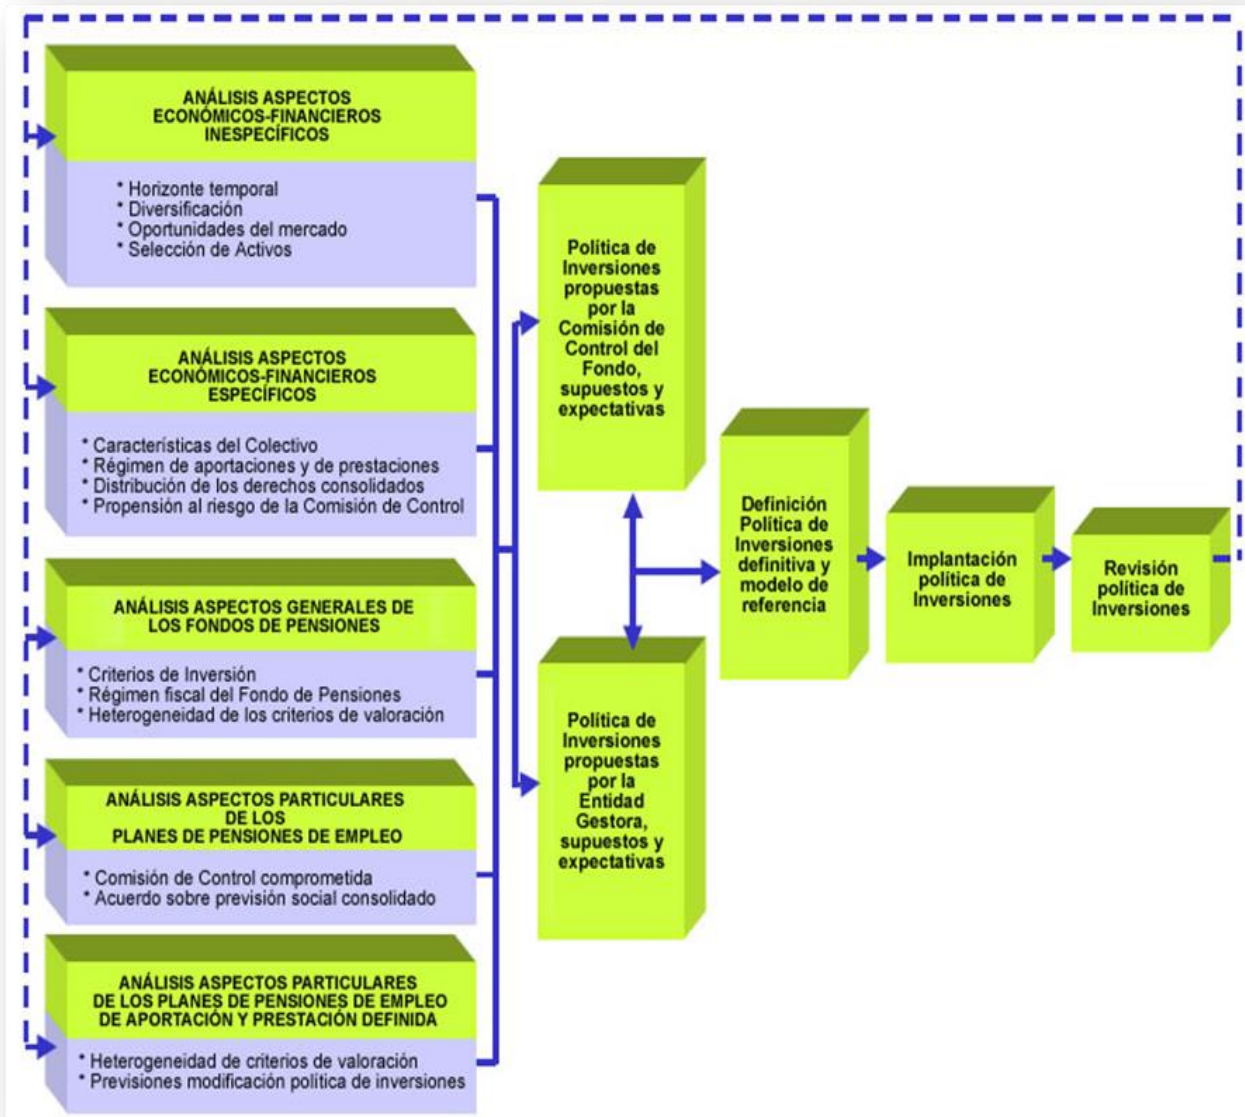 ANÁLISIS ASPECTOS
ECONÓMICOS-FINANCIEROS
INESPECÍFICOS
* Horizonte temporal
* Diversificación
* Oportunidades del mercado
* Selección de Activos
ANÁLISIS ASPECTOS
ECONÓMICOS-FINANCIEROS
ESPECÍFICOS
* Características del Colectivo
* Régimen de aportaciones y de prestaciones
* Distribución de los derechos consolidados
* Propensión al riesgo de la Comisión de Control
ANÁLISIS ASPECTOS GENERALES DE
LOS FONDOS DE PENSIONES
* Criterios de Inversión
* Régimen fiscal del Fondo de Pensiones
* Heterogeneidad de los criterios de valoración
ANÁLISIS ASPECTOS PARTICULARES
DE LOS
PLANES DE PENSIONES DE EMPLEO
* Comisión de Control comprometida
* Acuerdo sobre previsión social consolidado
ANÁLISIS ASPECTOS PARTICULARES
DE LOS PLANES DE PENSIONES DE EMPLEO
DE APORTACIÓN Y PRESTACIÓN DEFINIDA
* Heterogeneidad de criterios de valoración
* Previsiones modificación política de inversiones
Política de
Inversiones
propuestas
por la
Comisión de
Control del
Fondo,
supuestos y
expectativas
Política de
Inversiones
propuestas
por la
Entidad
Gestora,
supuestos y
expectativas
Definición
Política de
Inversiones
definitiva y
modelo de
referencia
Implantación
política de
Inversiones
Revisión
política de
Inversiones